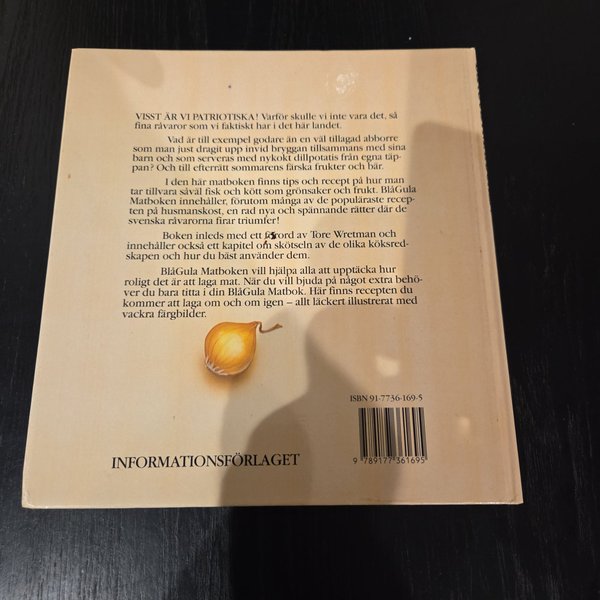 VISST ÄR VI PATRIOTISKA! Varför skulle vi inte vara det, så
fina råvaror som vi faktiskt har i det här landet.
Vad är till exempel godare än en väl tillagad abborre
som man just dragit upp invid bryggan tillsammans med sina
barn och som serveras med nykokt dillpotatis från egna täp-
pan? Och till efterrätt sommarens färska frukter och bär.
I den här matboken finns tips och recept på hur man
tar tillvara såväl fisk och kött som grönsaker och frukt. BlåGula
Matboken innehåller, förutom många av de populäraste recep-
ten på husmanskost, en rad nya och spännande rätter där de
svenska råvarorna firar triumfer!
Boken inleds med ett förord av Tore Wretman och
innehåller också ett kapitel om skötseln av de olika köksred-
skapen och hur du bäst använder dem.
BlåGula Matboken vill hjälpa alla att upptäcka hur
roligt det är att laga mat. När du vill bjuda på något extra behö-
ver du bara titta i din BlåGula Matbok. Här finns recepten du
kommer att laga om och om igen – allt läckert illustrerat med
vackra färgbilder.
ISBN 91-7736-169-5
9 789177 361695
INFORMATIONSFÖRLAGET